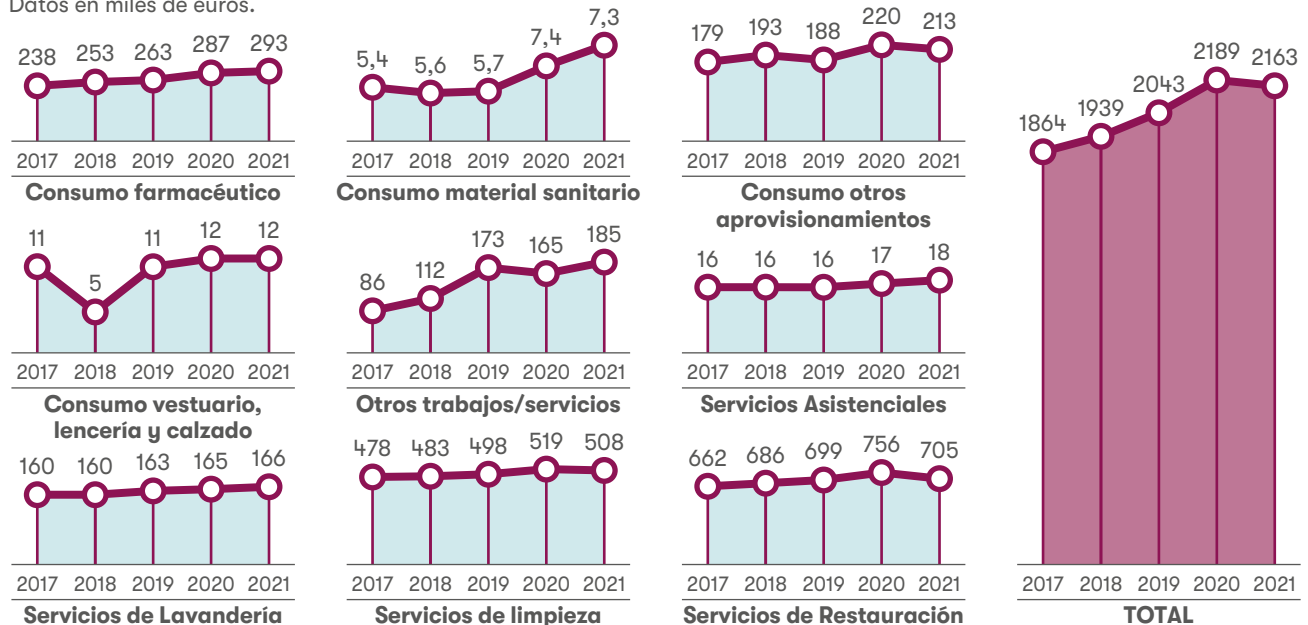 Datos en miles de euros.
238 253 263 287 293
2017 2018 2019 2020 2021
Consumo farmacéutico
5,4 5,6 5,7 7,4 7,3
2017 2018 2019 2020 2021
Consumo material sanitario
179 193 188 220 213
2017 2018 2019 2020 2021
Consumo otros
aprovisionamientos
11 5 11 12 12
2017 2018 2019 2020 2021
Consumo vestuario,
lencería y calzado
86 112 173 165 185
2017 2018 2019 2020 2021
Otros trabajos/servicios
16 16 16 17 18
2017 2018 2019 2020 2021
Servicios Asistenciales
160 160 163 165 166
2017 2018 2019 2020 2021
Servicios de Lavandería
478 483 498 519 508
2017 2018 2019 2020 2021
Servicios de limpieza
662 686 699 756 705
2017 2018 2019 2020 2021
Servicios de Restauración
1864 1939 2043 2189 2163
2017 2018 2019 2020 2021
TOTAL